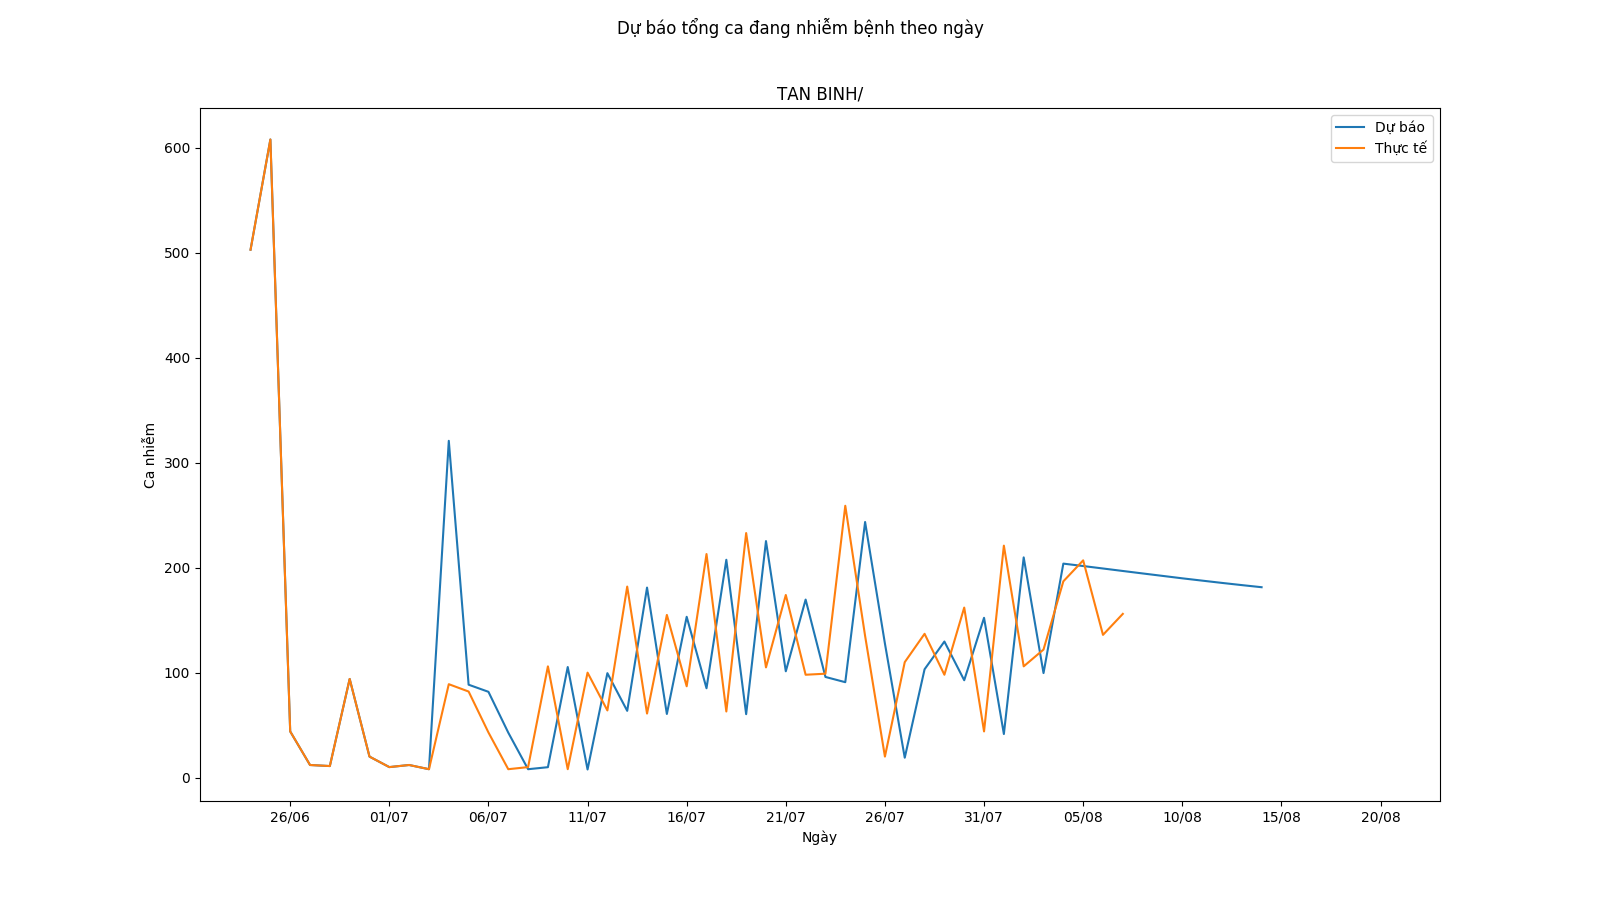 Dự báo tổng ca đang nhiễm bệnh theo ngày
TAN BINH/
Dự báo
Thực tế
600
500
400
300
200
100
0
Ca nhiễm
26/06 01/07 06/07 11/07 16/07 21/07 26/07 31/07 05/08 10/08 15/08 20/08
Ngày